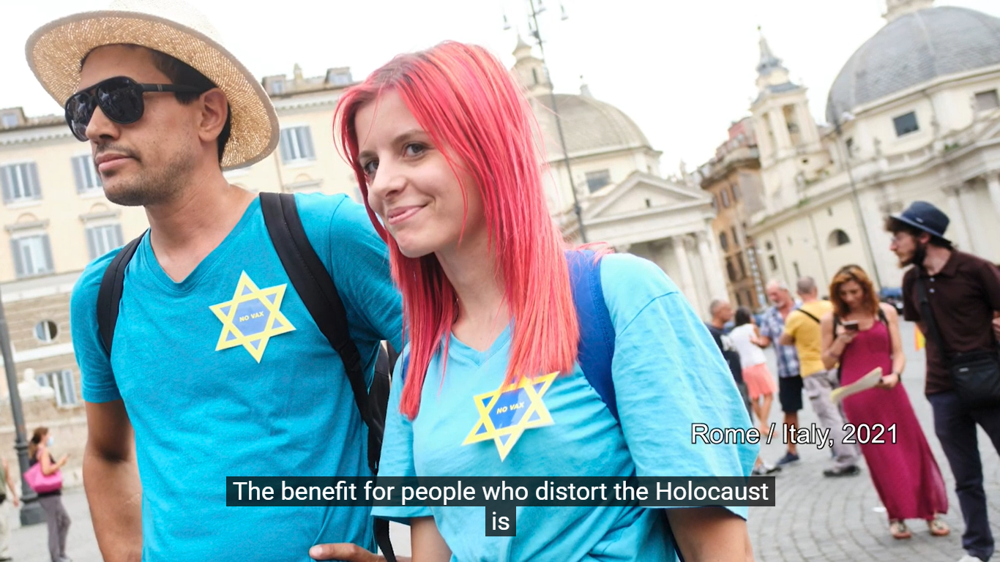 NO VAX
NO VAX
Rome / Italy, 2021
The benefit for people who distort the Holocaust
is